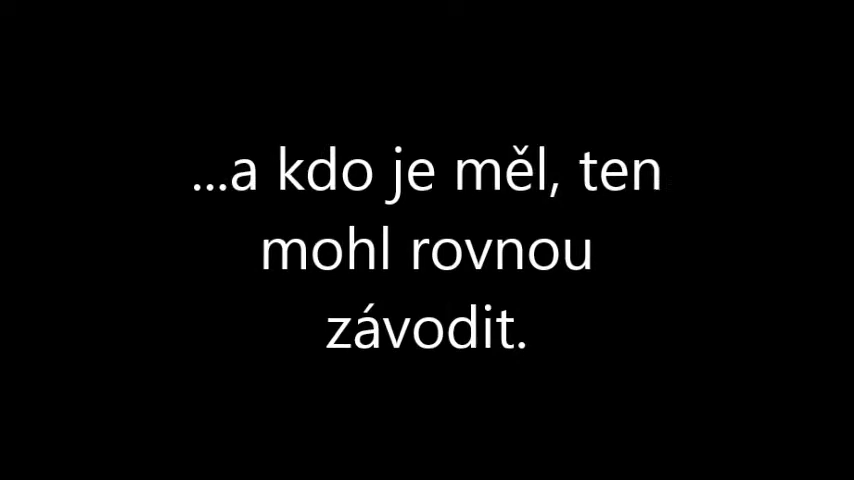 ...a kdo je měl, ten
mohl rovnou
závodit.